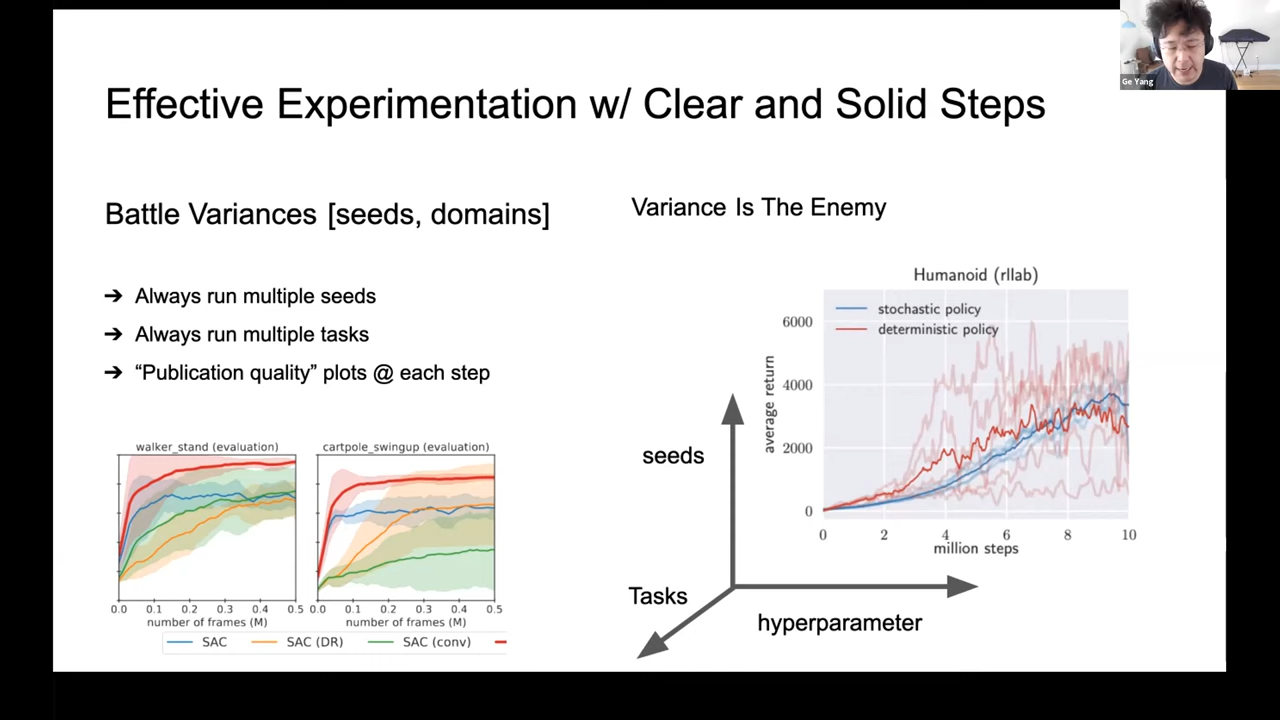 Ge Yang
Effective Experimentation w/ Clear and Solid Steps
Battle Variances [seeds, domains]
➔ Always run multiple seeds
➔ Always run multiple tasks
➔ “Publication quality” plots @ each step
walker_stand (evaluation)
cartpole_swingup (evaluation)
0.0 0.1 0.2 0.3 0.4 0.5
0.0 0.1 0.2 0.3 0.4 0.5
number of frames (M)
number of frames (M)
SAC SAC (DR) SAC (conv)
Variance Is The Enemy
Humanoid (rllab)
stochastic policy
deterministic policy
6000
4000
2000
0
average return
0 2 4 6 8 10
million steps
seeds
Tasks
hyperparameter